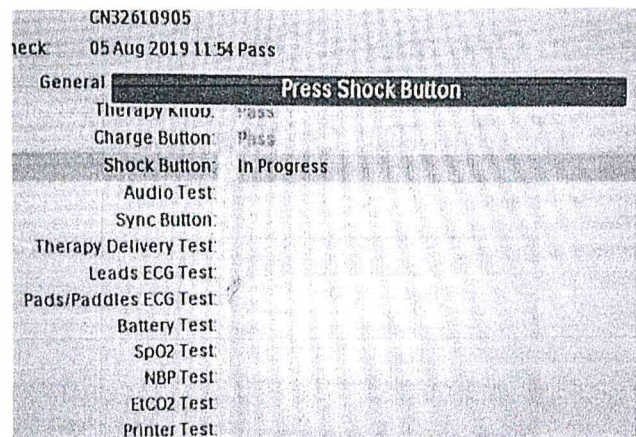 CN32610905
heck: 05 Aug 2019 11:54 Pass
General
Press Shock Button
Therapy Knob: Pass
Charge Button: Pass
Shock Button: In Progress
Audio Test:
Sync Button:
Therapy Delivery Test:
Leads ECG Test:
Pads/Paddles ECG Test:
Battery Test:
SpO2 Test:
NBP Test:
EtCO2 Test:
Printer Test: